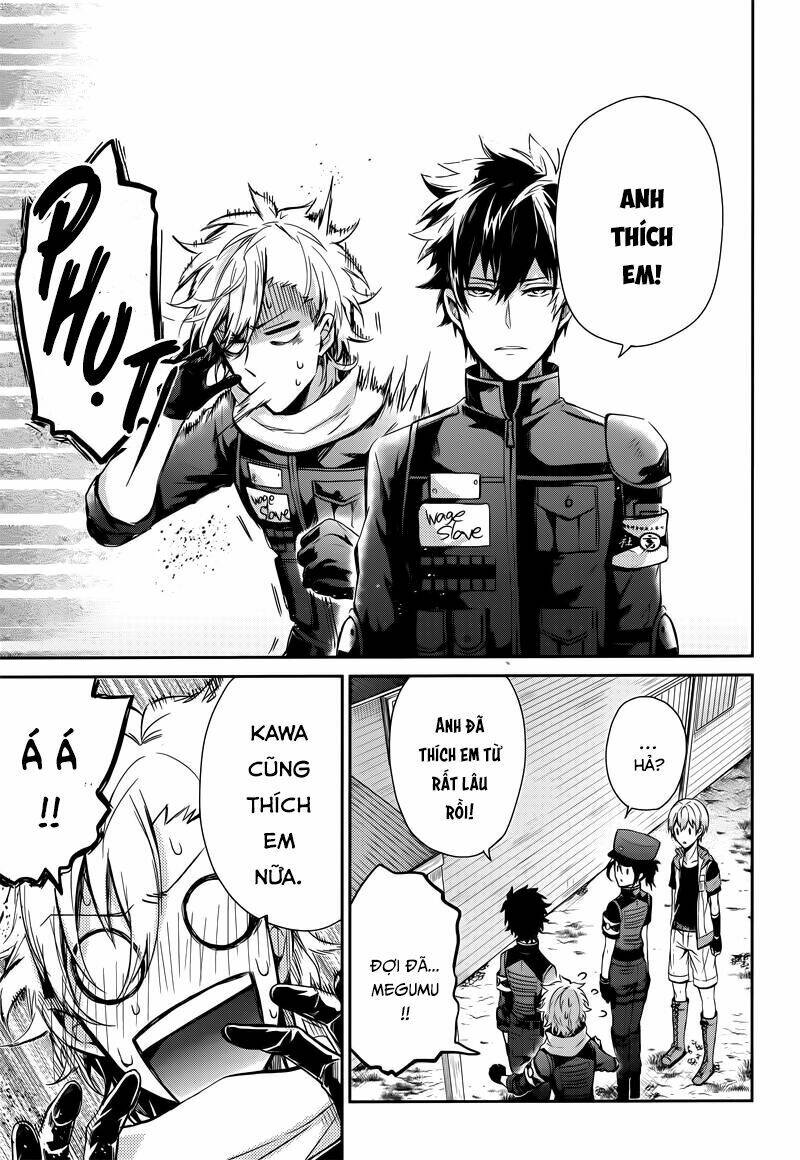 ANH
THÍCH
EM!
PHỤT
Wage
Slave
Wage
Slave
...
HẢ?
ANH ĐÃ
THÍCH EM TỪ
RẤT LÂU
RỒI!
ĐỢI ĐÃ...
MEGUMU
!!
KAWA
CŨNG
THÍCH
EM
NỮA.
Á Á
!!